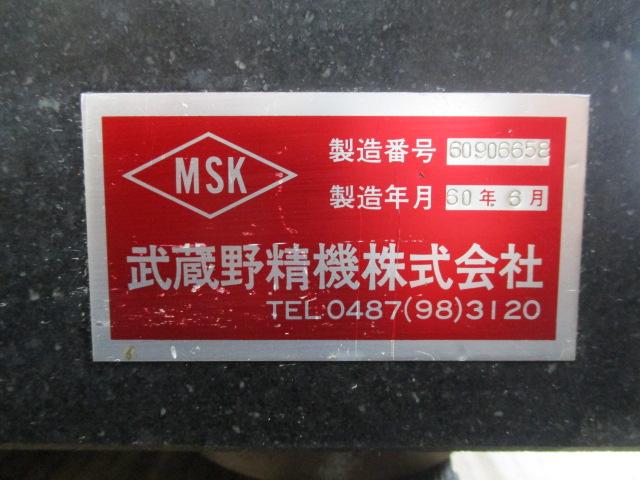 MSK
製造番号 60906658
製造年月 60年 6月
武蔵野精機株式会社
TEL 0487(98)3120